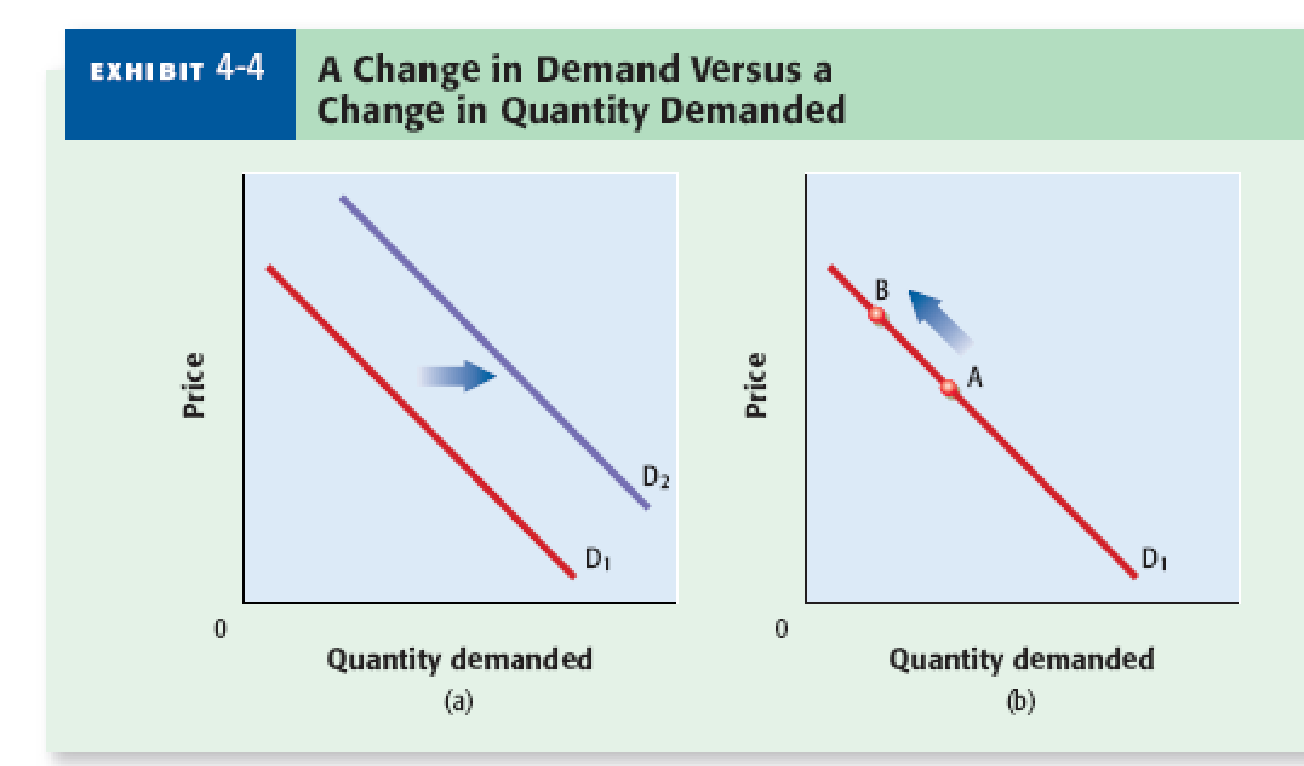 EXHIBIT 4-4
A Change in Demand Versus a
Change in Quantity Demanded
Price
D₂
D₁
0
Quantity demanded
(a)
Price
B
A
D₁
0
Quantity demanded
(b)